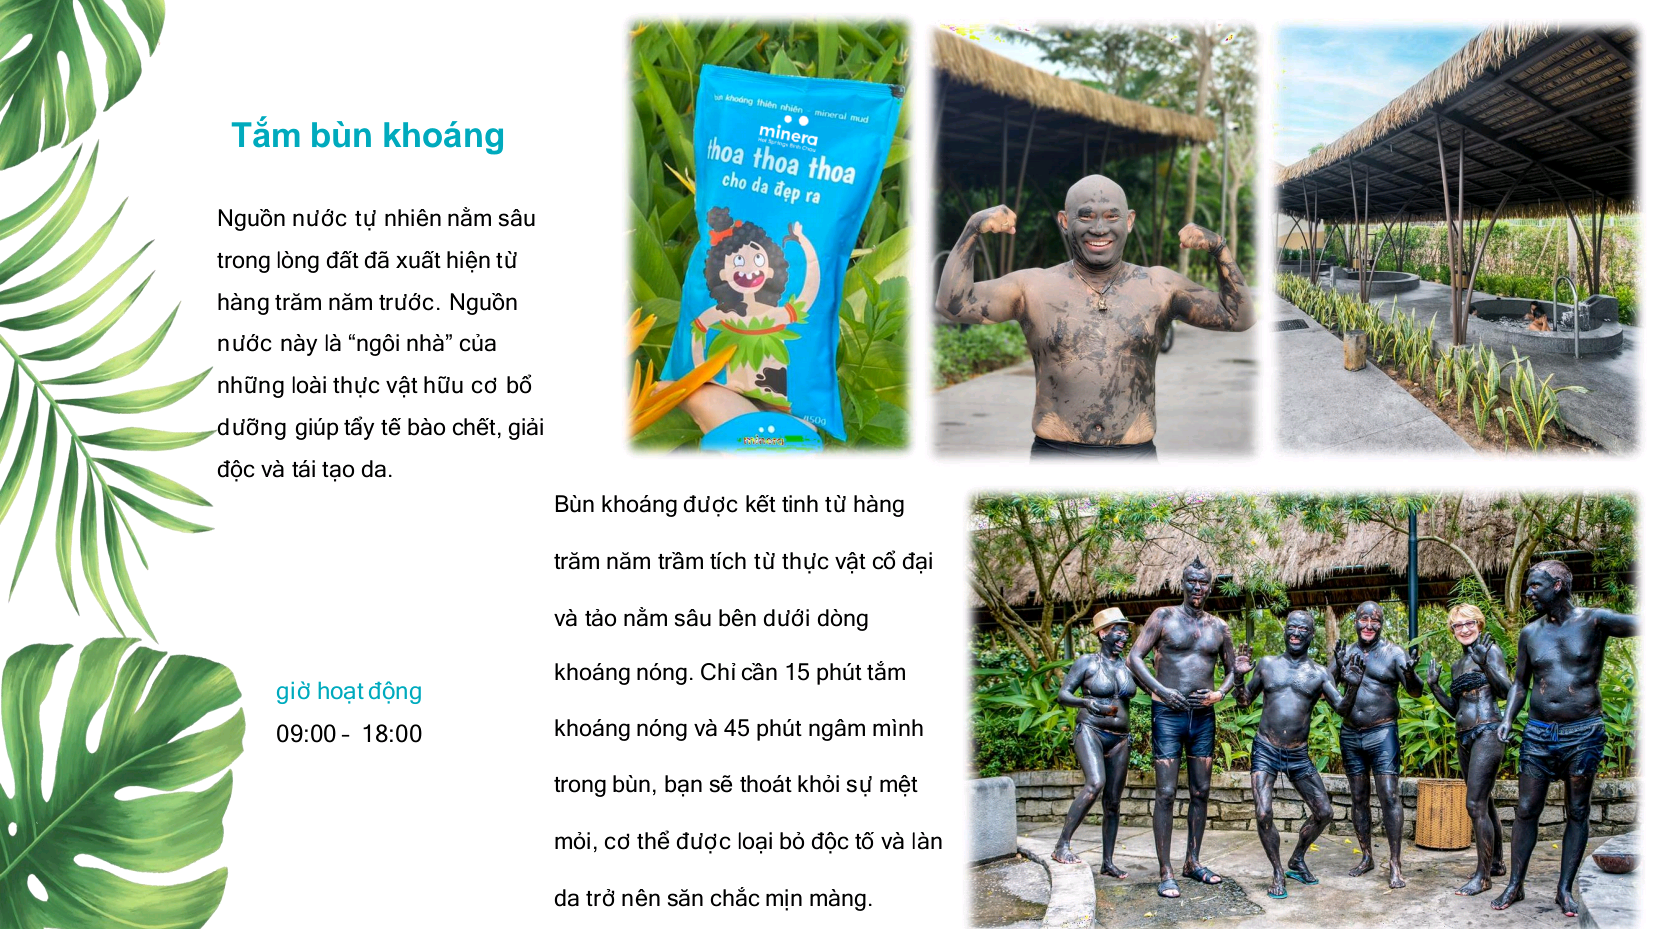 Tắm bùn khoáng
Nguồn nước tự nhiên nằm sâu
trong lòng đất đã xuất hiện từ
hàng trăm năm trước. Nguồn
nước này là “ngôi nhà” của
những loài thực vật hữu cơ bổ
dưỡng giúp tẩy tế bào chết, giải
độc và tái tạo da.
giờ hoạt động
09:00 - 18:00
khoáng thiên nhiên - mineral mud
minera
Hot Springs Binh Chau
thoa thoa thoa
cho da đẹp ra
450g
Bùn khoáng được kết tinh từ hàng
trăm năm trầm tích từ thực vật cổ đại
và tảo nằm sâu bên dưới dòng
khoáng nóng. Chỉ cần 15 phút tắm
khoáng nóng và 45 phút ngâm mình
trong bùn, bạn sẽ thoát khỏi sự mệt
mỏi, cơ thể được loại bỏ độc tố và làn
da trở nên săn chắc mịn màng.